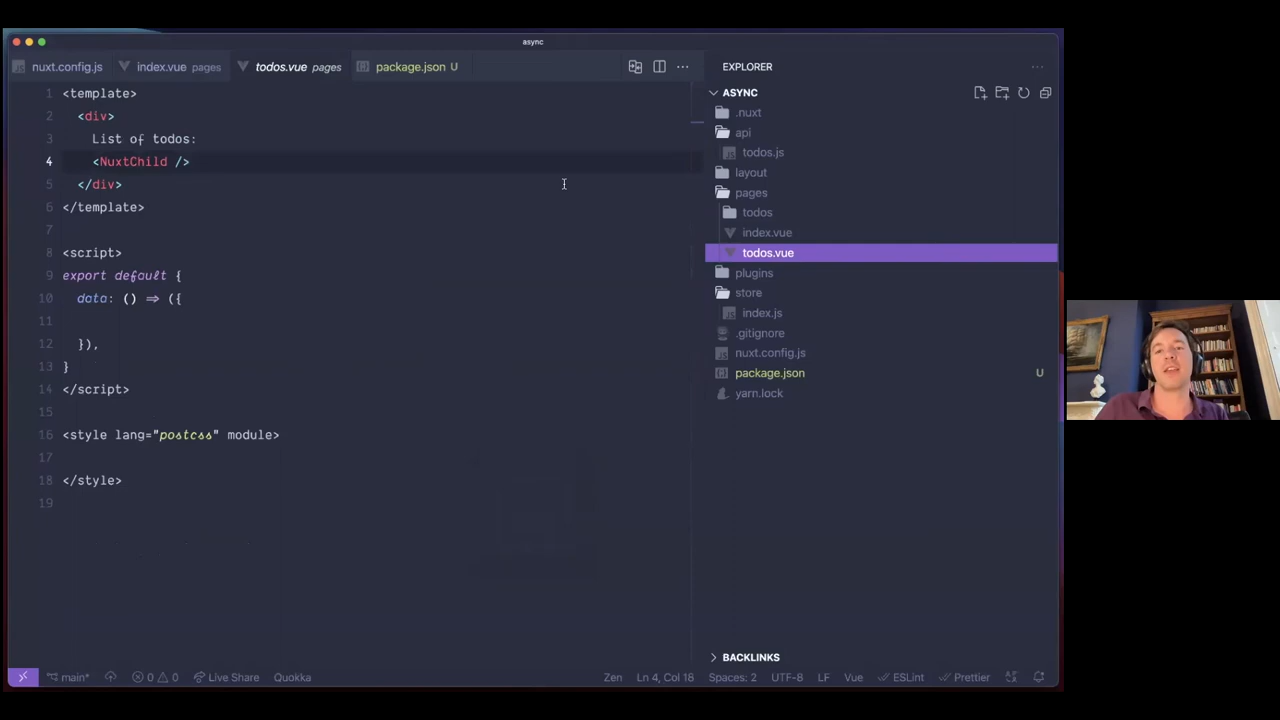 async
nuxt.config.js
index.vue pages
todos.vue pages
package.json U
1 <template>
2 <div>
3 List of todos:
4 <NuxtChild />
5 </div>
6 </template>
7
8 <script>
9 export default {
10 data: () => ({
11
12 }),
13 }
14 </script>
15
16 <style lang="postcss" module>
17
18 </style>
19
EXPLORER
ASYNC
.nuxt
api
todos.js
layout
pages
todos
index.vue
todos.vue
plugins
store
index.js
.gitignore
nuxt.config.js
package.json U
yarn.lock
BACKLINKS
main* 0 0 Live Share Quokka Zen Ln 4, Col 18 Spaces: 2 UTF-8 LF Vue ESLint Prettier